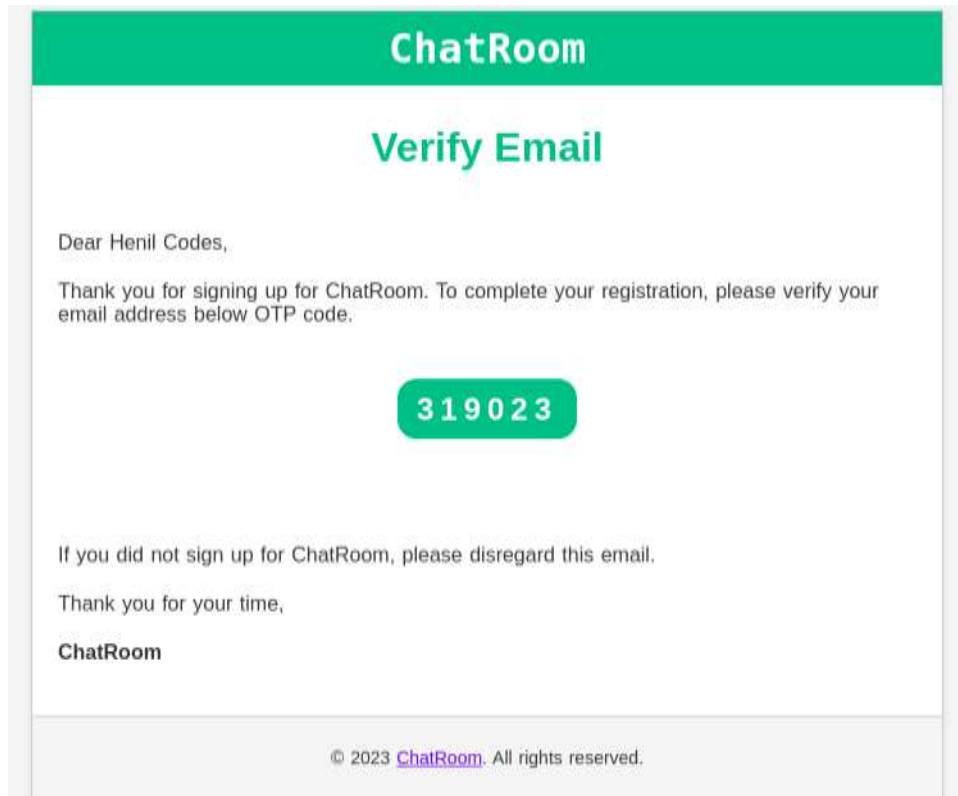 ChatRoom
Verify Email
Dear Henil Codes,
Thank you for signing up for ChatRoom. To complete your registration, please verify your
email address below OTP code.
319023
If you did not sign up for ChatRoom, please disregard this email.
Thank you for your time,
ChatRoom
© 2023 ChatRoom. All rights reserved.